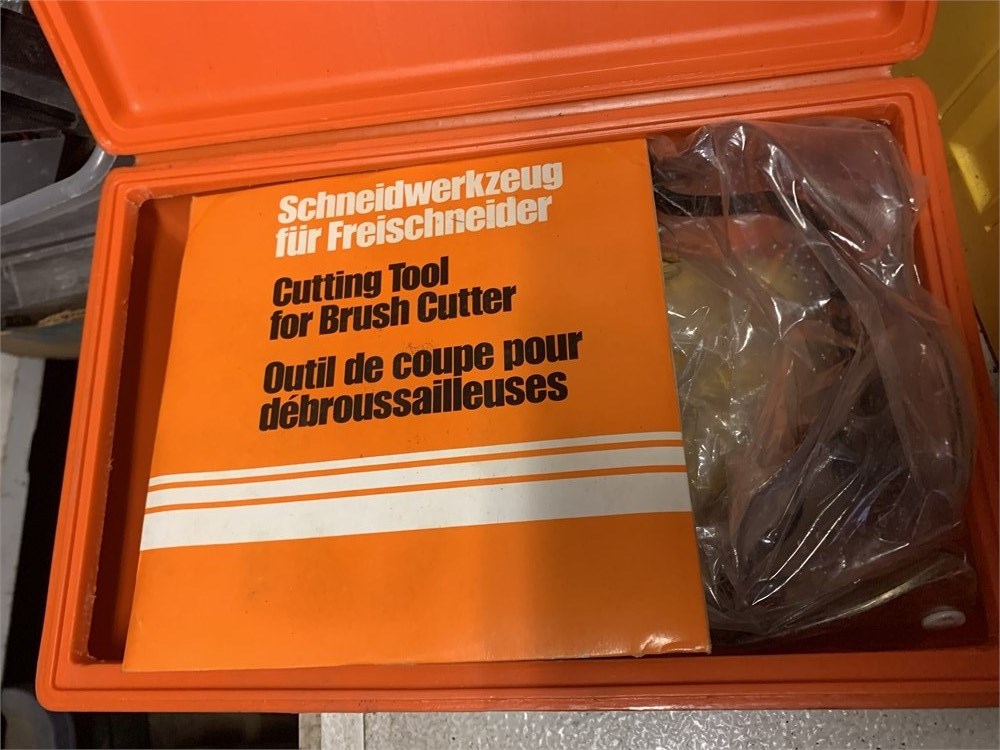 Schneidwerkzeug
für Freischneider
Cutting Tool
for Brush Cutter
Outil de coupe pour
débroussailleuses